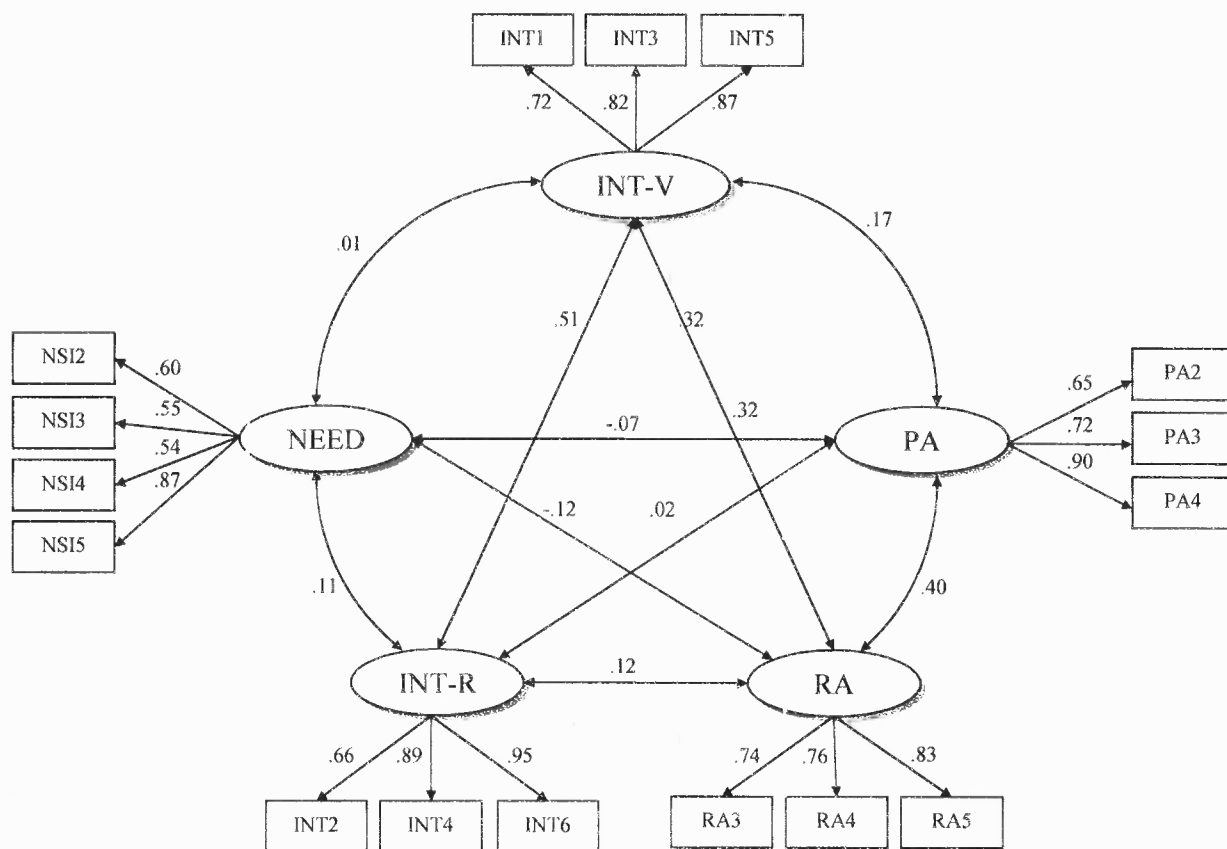 INT1 INT3 INT5
.72 .82 .87
INT-V
.17
.01
.51 .32
NSI2
.60
.65
PA2
NSI3
.55
.32
.72
PA3
NEED
-.07
PA
.54
.90
NSI4
.87
PA4
NSI5
-.12 .02
.11 .40
.12
INT-R RA
.66 .89 .95 .74 .76 .83
INT2 INT4 INT6 RA3 RA4 RA5